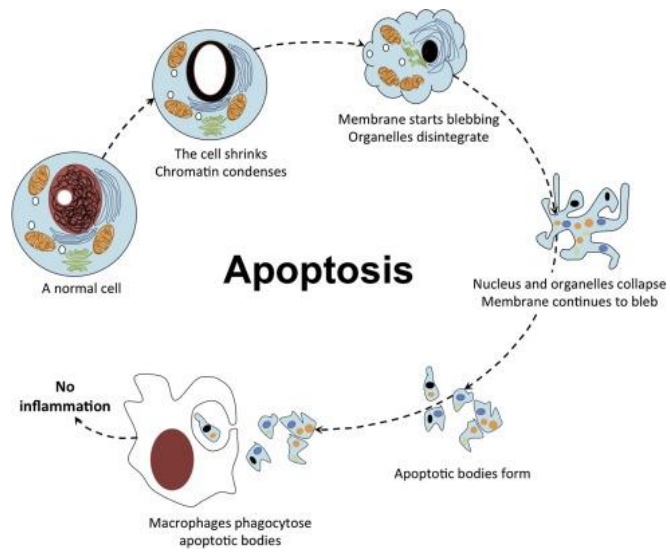 Membrane starts blebbing
Organelles disintegrate
The cell shrinks
Chromatin condenses
A normal cell
Apoptosis
Nucleus and organelles collapse
Membrane continues to bleb
No
inflammation
Apoptotic bodies form
Macrophages phagocytose
apoptotic bodies